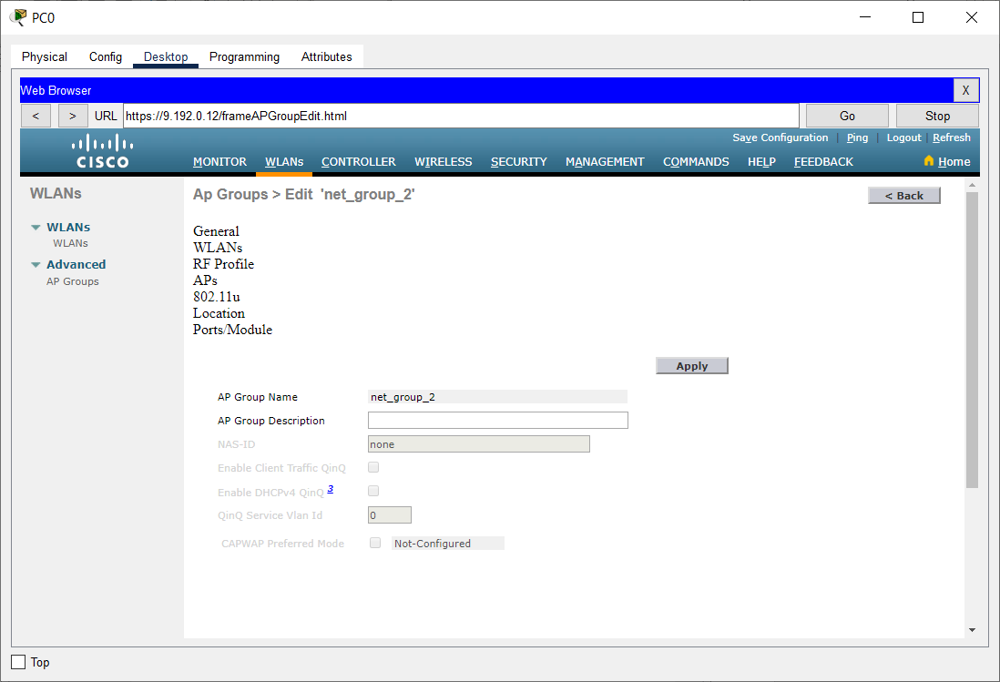 PC0
Physical Config Desktop Programming Attributes
Web Browser X
< > URL https://9.192.0.12/frameAPGroupEdit.html Go Stop
Save Configuration | Ping | Logout | Refresh
CISCO MONITOR WLANs CONTROLLER WIRELESS SECURITY MANAGEMENT COMMANDS HELP FEEDBACK Home
WLANs
WLANs
WLANs
Advanced
AP Groups
Ap Groups > Edit 'net_group_2' < Back
General
WLANs
RF Profile
APs
802.11u
Location
Ports/Module
Apply
AP Group Name net_group_2
AP Group Description
NAS-ID none
Enable Client Traffic QinQ
Enable DHCPv4 QinQ 3
QinQ Service Vlan Id 0
CAPWAP Preferred Mode Not-Configured
Top